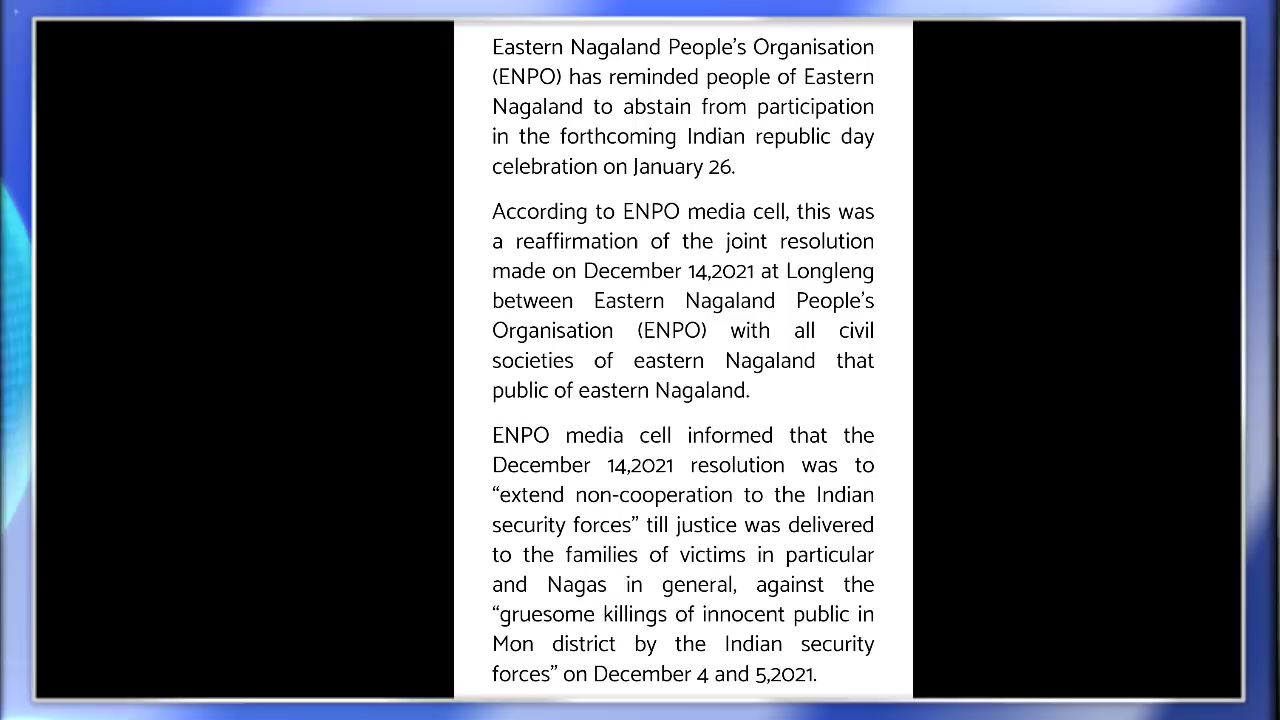 Eastern Nagaland People’s Organisation
(ENPO) has reminded people of Eastern
Nagaland to abstain from participation
in the forthcoming Indian republic day
celebration on January 26.
According to ENPO media cell, this was
a reaffirmation of the joint resolution
made on December 14,2021 at Longleng
between Eastern Nagaland People’s
Organisation (ENPO) with all civil
societies of eastern Nagaland that
public of eastern Nagaland.
ENPO media cell informed that the
December 14,2021 resolution was to
“extend non-cooperation to the Indian
security forces” till justice was delivered
to the families of victims in particular
and Nagas in general, against the
“gruesome killings of innocent public in
Mon district by the Indian security
forces” on December 4 and 5,2021.